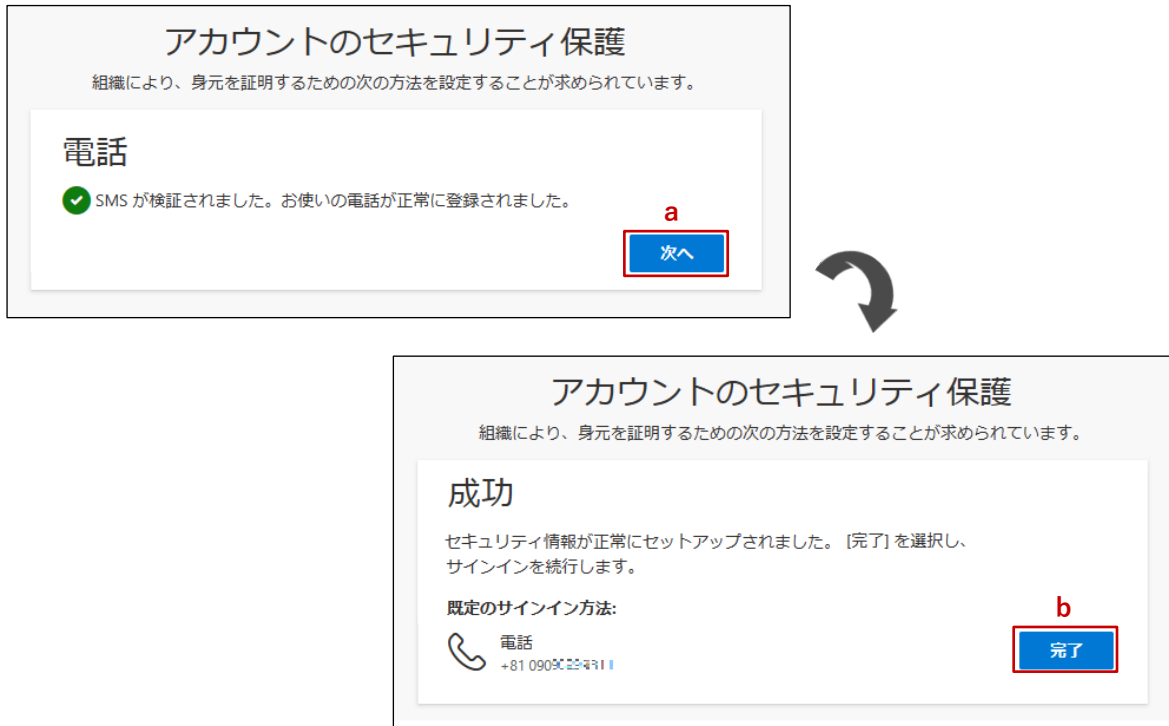 アカウントのセキュリティ保護
組織により、身元を証明するための次の方法を設定することが求められています。
電話
SMS が検証されました。お使いの電話が正常に登録されました。
a
次へ
アカウントのセキュリティ保護
組織により、身元を証明するための次の方法を設定することが求められています。
成功
セキュリティ情報が正常にセットアップされました。 [完了] を選択し、
サインインを続行します。
既定のサインイン方法:
b
電話
+81
完了